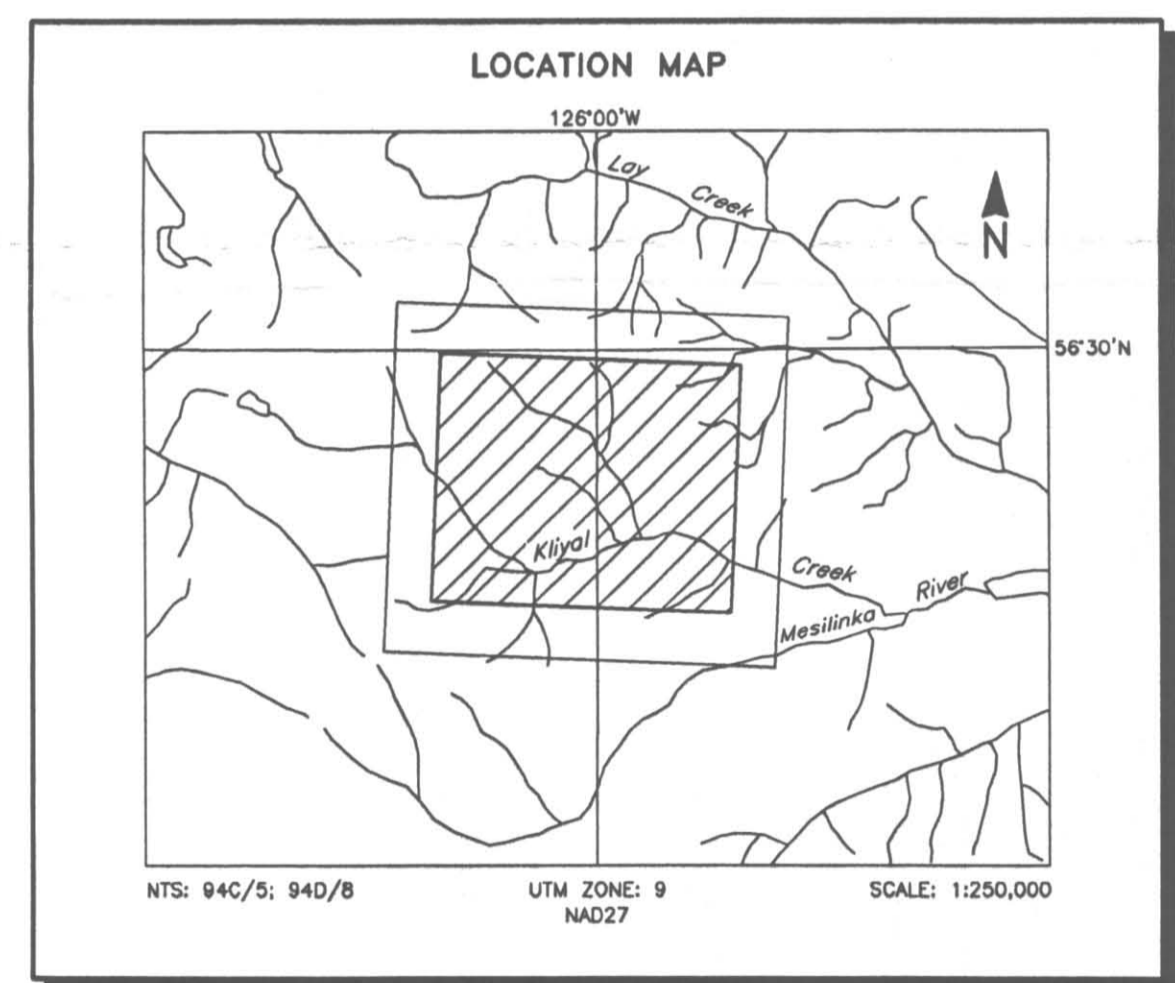 LOCATION MAP
126°00'W
Lay Creek
N
56°30'N
Kliyal Creek
Mesilinka River
NTS: 94C/5; 94D/8
UTM ZONE: 9
SCALE: 1:250,000
NAD27